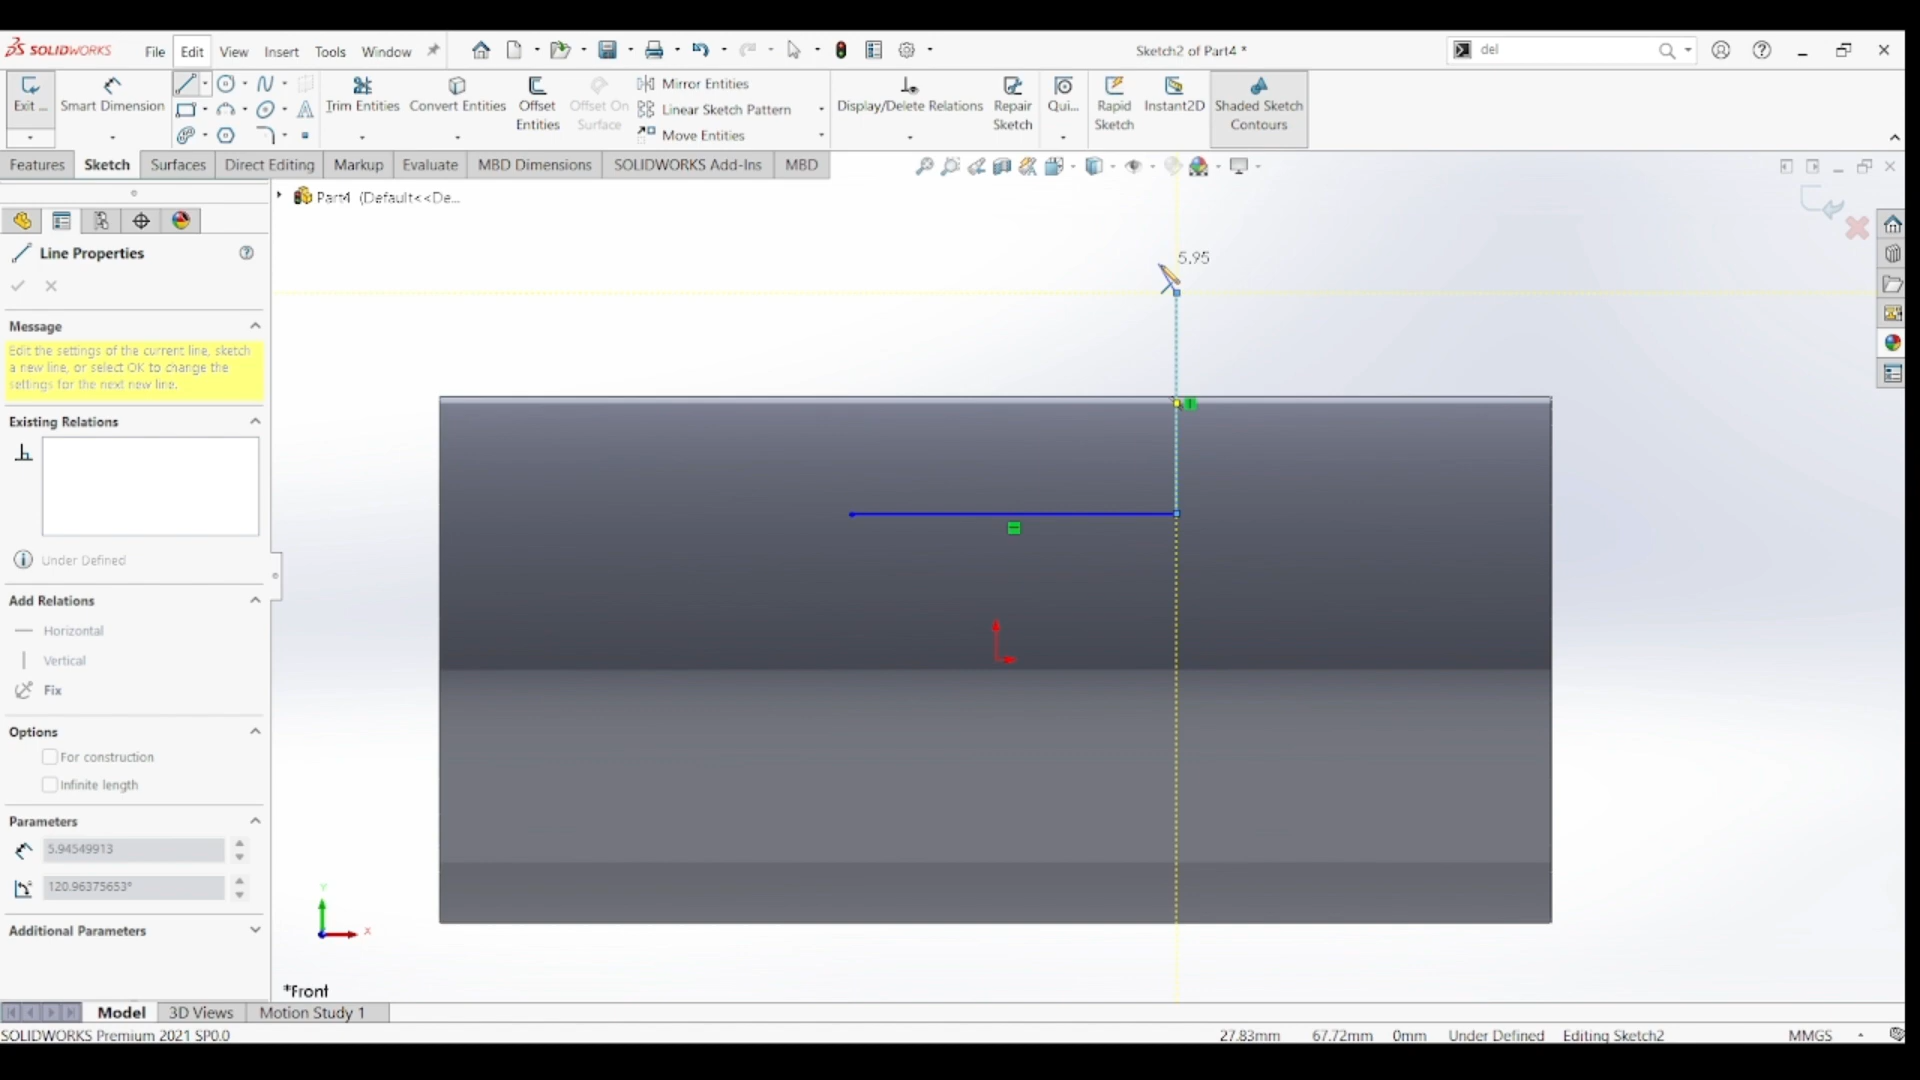 SOLIDWORKS File Edit View Insert Tools Window Sketch2 of Part4 * del
Exit ... Smart Dimension Trim Entities Convert Entities Offset Entities Offset On Surface Mirror Entities Linear Sketch Pattern Move Entities Display/Delete Relations Repair Sketch Qui... Rapid Sketch Instant2D Shaded Sketch Contours
Features Sketch Surfaces Direct Editing Markup Evaluate MBD Dimensions SOLIDWORKS Add-Ins MBD
Part4 (Default<<De...
Line Properties
5.95
Message
Edit the settings of the current line, sketch
a new line, or select OK to change the
settings for the next new line.
Existing Relations
Under Defined
Add Relations
Horizontal
Vertical
Fix
Options
For construction
Infinite length
Parameters
5.94549913
120.96375653°
Additional Parameters
Y
X
*Front
Model 3D Views Motion Study 1
SOLIDWORKS Premium 2021 SP0.0 27.83mm 67.72mm 0mm Under Defined Editing Sketch2 MMGS